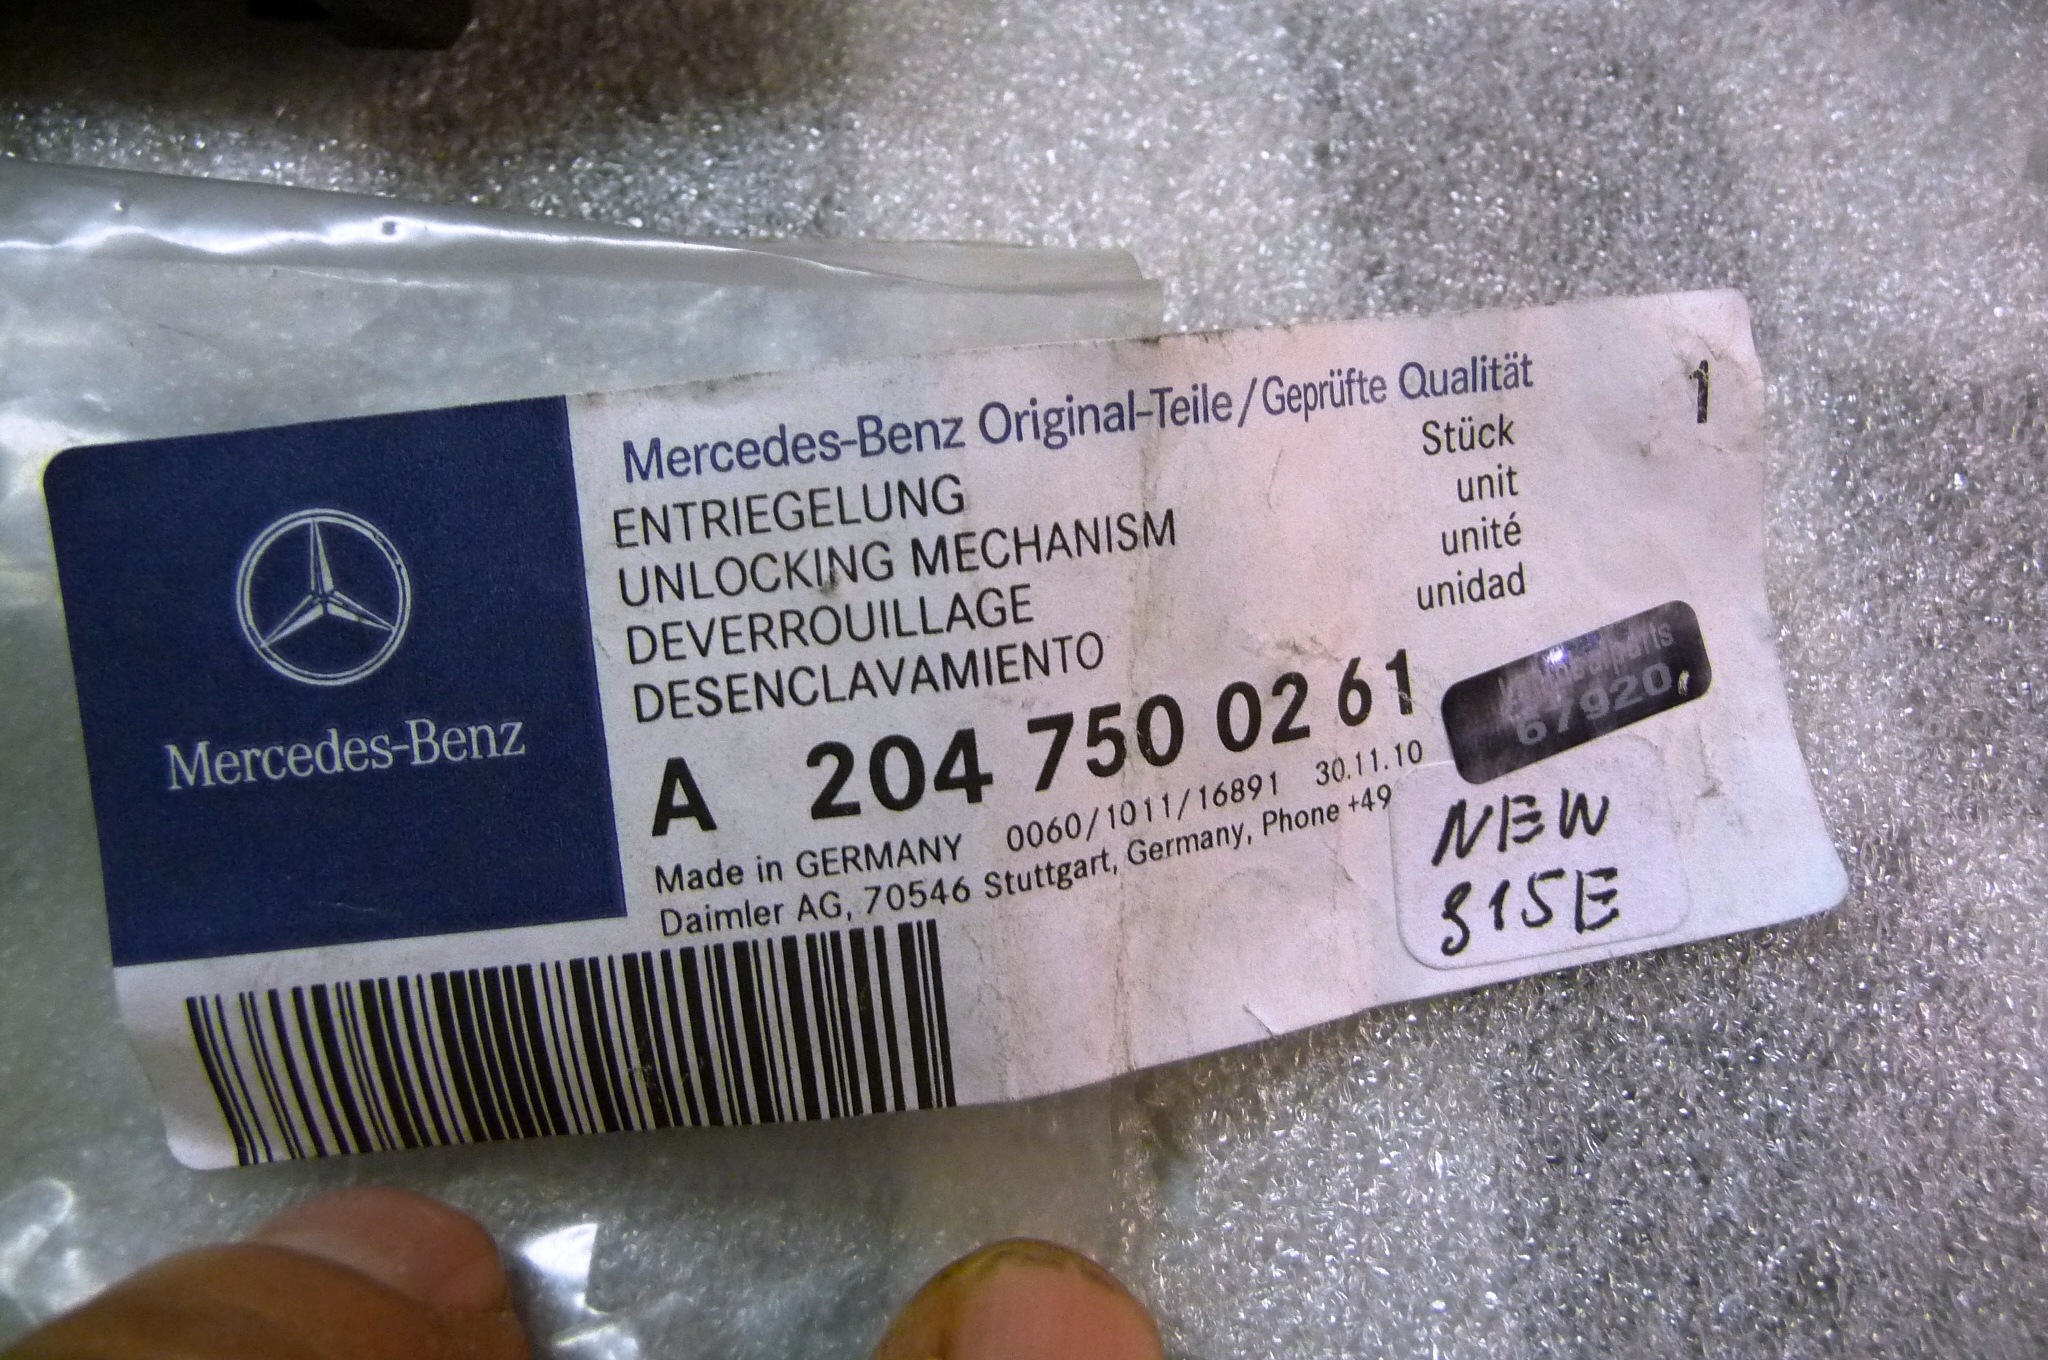 Mercedes-Benz
Mercedes-Benz Original-Teile/Geprüfte Qualität
1
ENTRIEGELUNG
UNLOCKING MECHANISM
DEVERROUILLAGE
DESENCLAVAMIENTO
Stück
unit
unité
unidad
A 204 750 02 61
Made in GERMANY 0060/1011/16891 30.11.10
Daimler AG, 70546 Stuttgart, Germany, Phone +49
67920
NEW
S15E